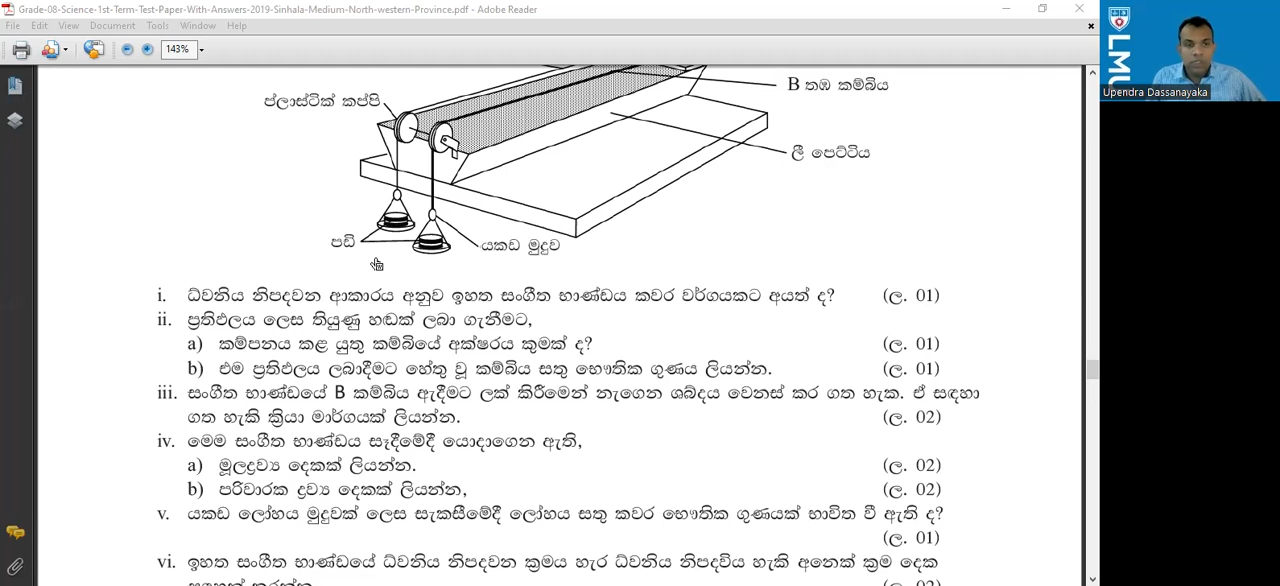 Grade-08-Science-1st-Term-Test-Paper-With-Answers-2019-Sinhala-Medium-North-western-Province.pdf - Adobe Reader
File Edit View Document Tools Window Help
143%
LMU
Upendra Dassanayaka
ප්ලාස්ටික් කප්පි
B තඹ කම්බිය
ලී පෙට්ටිය
පඩි
යකඩ මුදුව
i. ධ්වනිය නිපදවන ආකාරය අනුව ඉහත සංගීත භාණ්ඩය කවර වර්ගයකට අයත් ද? (ල. 01)
ii. ප්‍රතිඵලය ලෙස තියුණු හඬක් ලබා ගැනීමට,
a) කම්පනය කළ යුතු කම්බියේ අක්ෂරය කුමක් ද? (ල. 01)
b) එම ප්‍රතිඵලය ලබාදීමට හේතු වූ කම්බිය සතු භෞතික ගුණය ලියන්න. (ල. 01)
iii. සංගීත භාණ්ඩයේ B කම්බිය ඇදීමට ලක් කිරීමෙන් නැගෙන ශබ්දය වෙනස් කර ගත හැක. ඒ සඳහා
ගත හැකි ක්‍රියා මාර්ගයක් ලියන්න. (ල. 02)
iv. මෙම සංගීත භාණ්ඩය සෑදීමේදී යොදාගෙන ඇති,
a) මූලද්‍රව්‍ය දෙකක් ලියන්න. (ල. 02)
b) පරිවාරක ද්‍රව්‍ය දෙකක් ලියන්න, (ල. 02)
v. යකඩ ලෝහය මුදුවක් ලෙස සැකසීමේදී ලෝහය සතු කවර භෞතික ගුණයක් භාවිත වී ඇති ද?
(ල. 01)
vi. ඉහත සංගීත භාණ්ඩයේ ධ්වනිය නිපදවන ක්‍රමය හැර ධ්වනිය නිපදවිය හැකි අනෙක් ක්‍රම දෙක